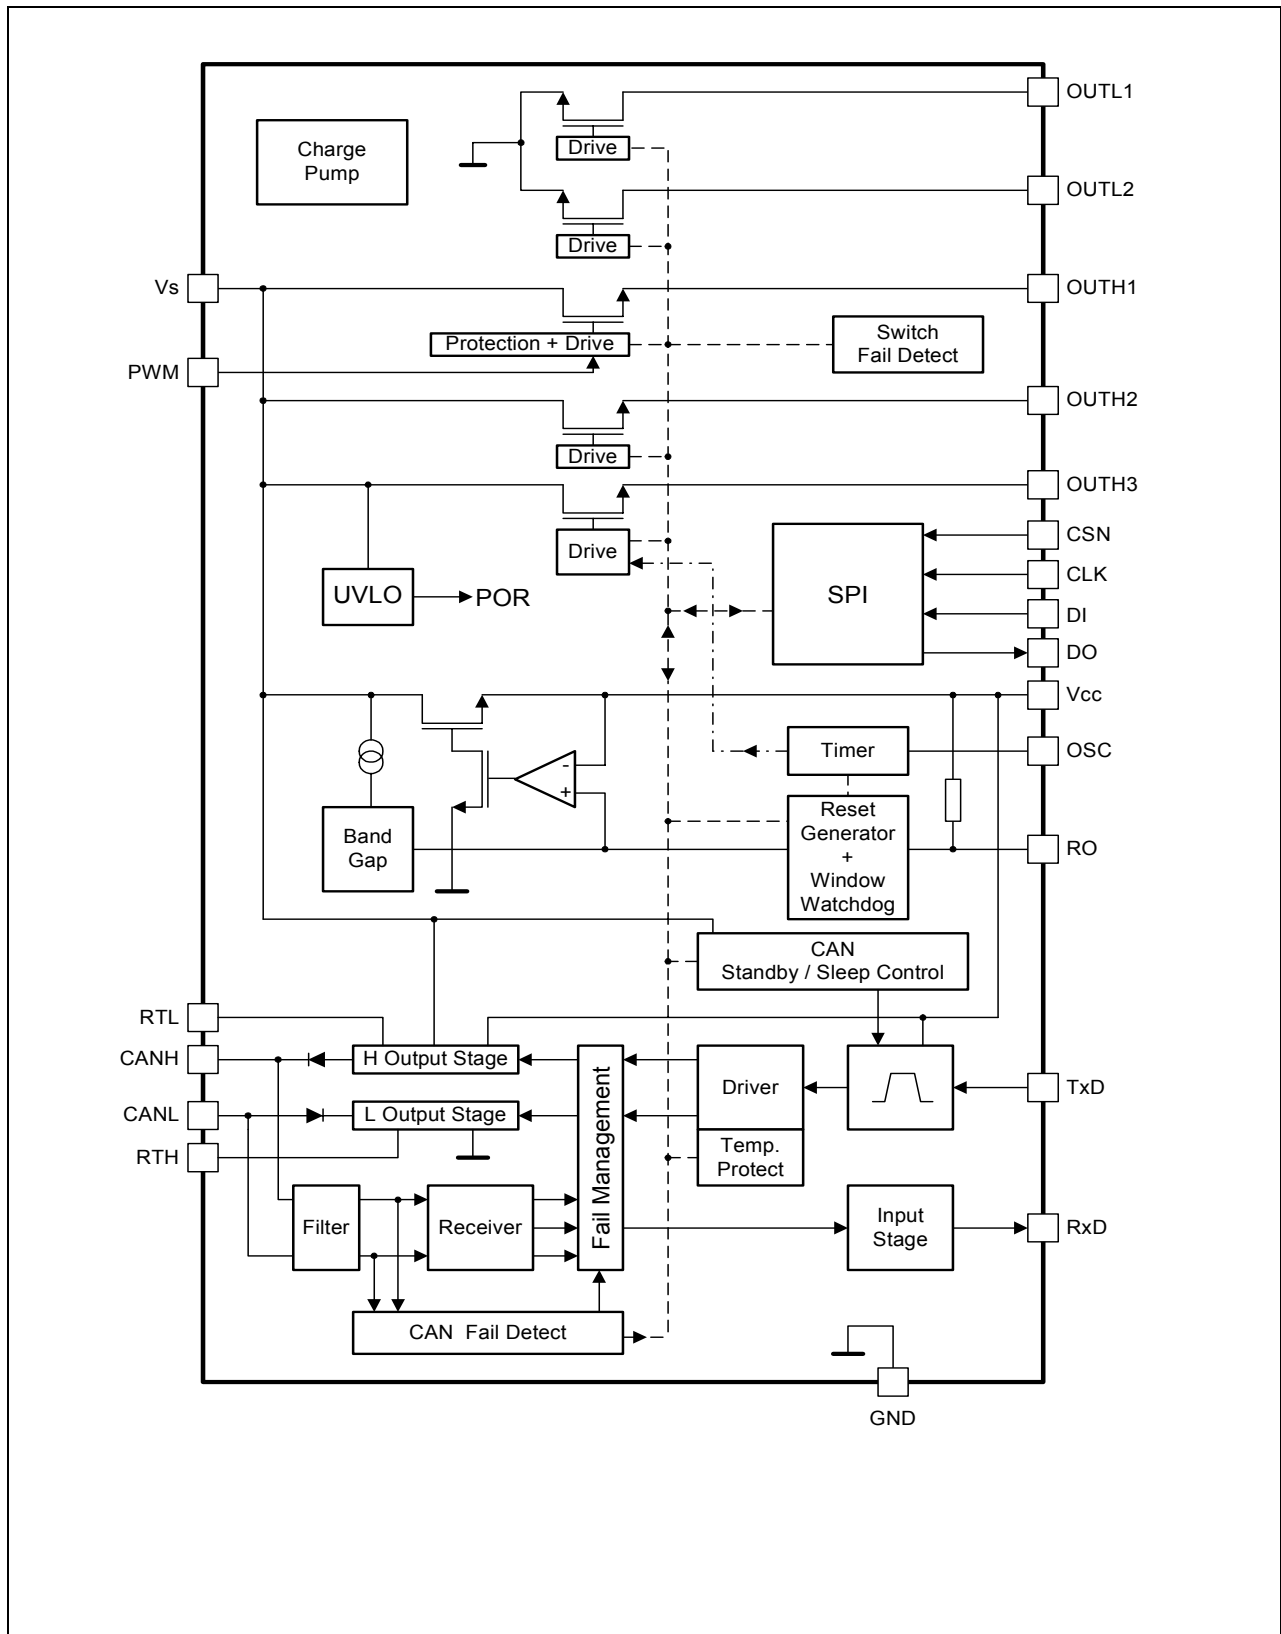 OUTL1
Charge
Pump
Drive
OUTL2
Drive
Vs
OUTH1
Protection + Drive
Switch
Fail Detect
PWM
OUTH2
Drive
OUTH3
CSN
Drive
CLK
UVLO
POR
SPI
DI
DO
Vcc
Timer
OSC
-
+
Band
Gap
Reset
Generator
+
Window
Watchdog
RO
CAN
Standby / Sleep Control
RTL
CANH
H Output Stage
Driver
TxD
CANL
L Output Stage
Fail Management
RTH
Temp.
Protect
Filter
Receiver
Input
Stage
RxD
CAN Fail Detect
GND